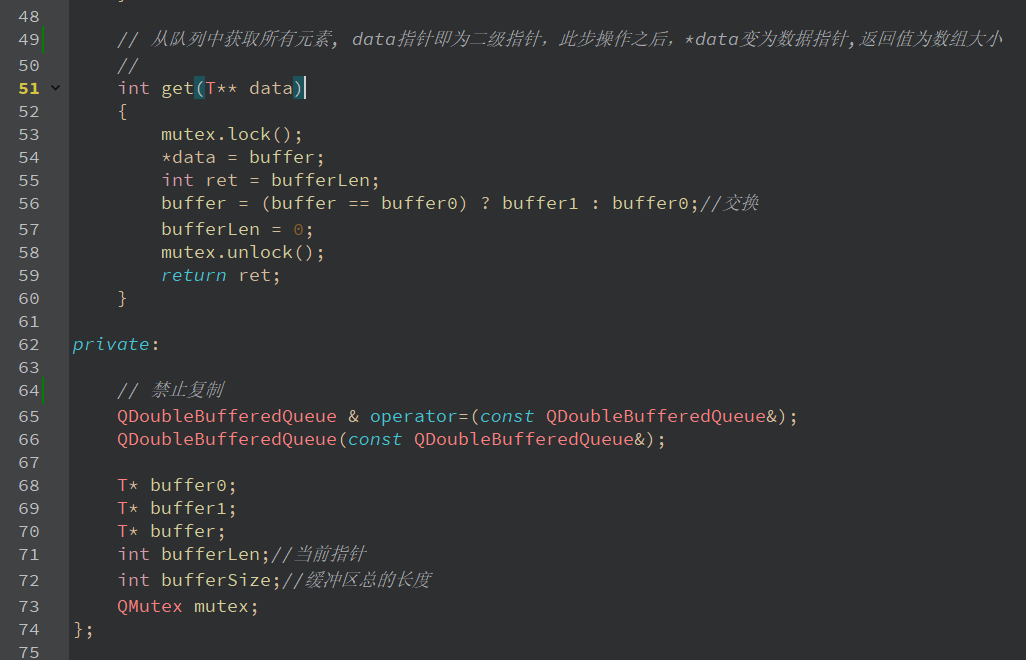 48
49 // 从队列中获取所有元素, data指针即为二级指针，此步操作之后，*data变为数据指针,返回值为数组大小
50 //
51 int get(T** data)
52 {
53 mutex.lock();
54 *data = buffer;
55 int ret = bufferLen;
56 buffer = (buffer == buffer0) ? buffer1 : buffer0;//交换
57 bufferLen = 0;
58 mutex.unlock();
59 return ret;
60 }
61
62 private:
63
64 // 禁止复制
65 QDoubleBufferedQueue & operator=(const QDoubleBufferedQueue&);
66 QDoubleBufferedQueue(const QDoubleBufferedQueue&);
67
68 T* buffer0;
69 T* buffer1;
70 T* buffer;
71 int bufferLen;//当前指针
72 int bufferSize;//缓冲区总的长度
73 QMutex mutex;
74 };
75